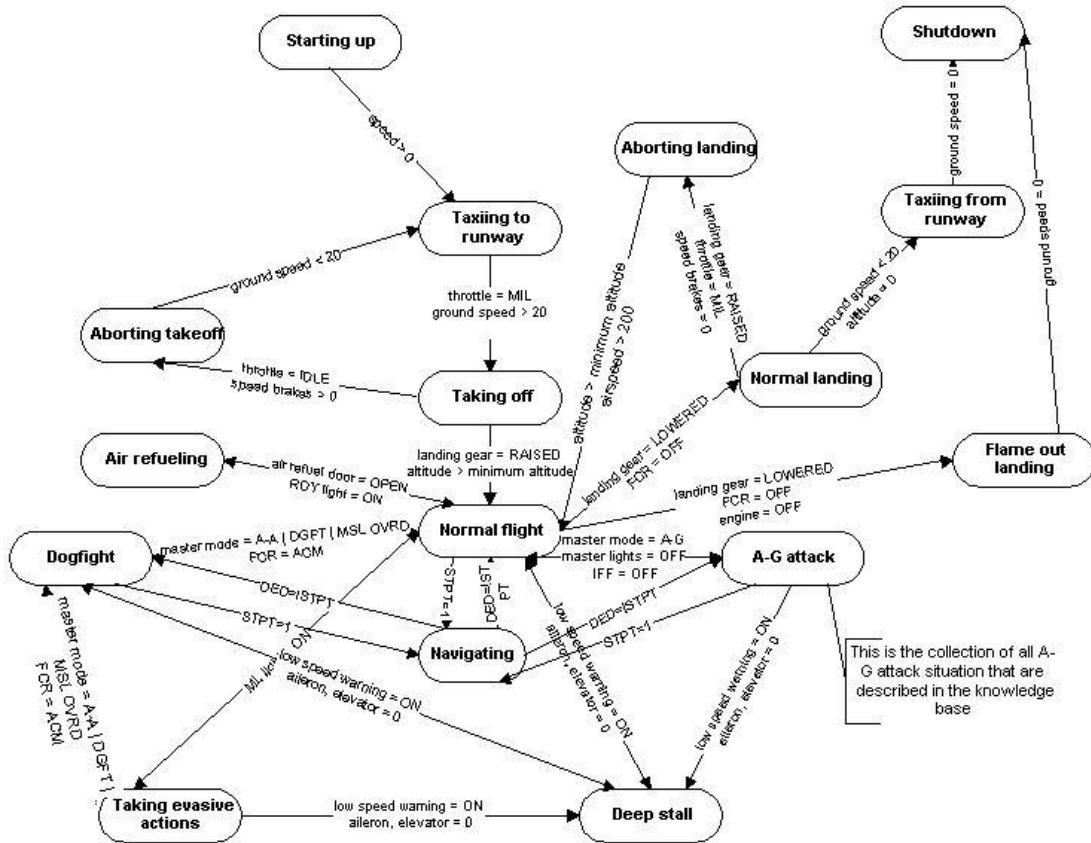 Starting up
Shutdown
speed > 0
ground speed = 0
ground speed = 0
Aborting landing
Taxiing to
runway
Taxiing from
runway
landing gear = RAISED
throttle = MIL
speed brakes = 0
ground speed < 20
throttle = MIL
ground speed > 20
altitude > minimum altitude
airspeed > 200
ground speed < 20
altitude = 0
Aborting takeoff
throttle = IDLE
speed brakes > 0
Taking off
Normal landing
landing gear = LOWERED
FCR = OFF
Air refueling
air refuel door = OPEN
RDY light = ON
landing gear = RAISED
altitude > minimum altitude
Flame out
landing
landing gear = LOWERED
FCR = OFF
engine = OFF
Normal flight
Dogfight
master mode = A-A | DGFT | MSL OVRD
FCR = ACM
master mode = A-G
master lights = OFF
IFF = OFF
A-G attack
DED=!STPT
STPT=1
STPT=1
DED=!ST
PT
DED=!STPT
STPT=1
Navigating
ML
ON
low speed warning = ON
aileron, elevator = 0
low speed warning = ON
aileron, elevator = 0
low speed warning = ON
aileron, elevator = 0
This is the collection of all A-
G attack situation that are
described in the knowledge
base
master mode = A-A | DGFT |
MSL OVRD
FCR = ACM
Taking evasive
actions
low speed warning = ON
aileron, elevator = 0
Deep stall